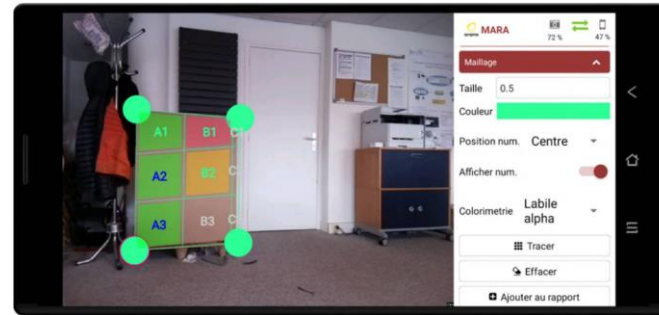 MARA
72 %
47 %
Maillage
Taille 0.5
Couleur
Position num. Centre
Afficher num.
Colorimetrie Labile alpha
Tracer
Effacer
Ajouter au rapport
A1 B1
A2 B2
A3 B3